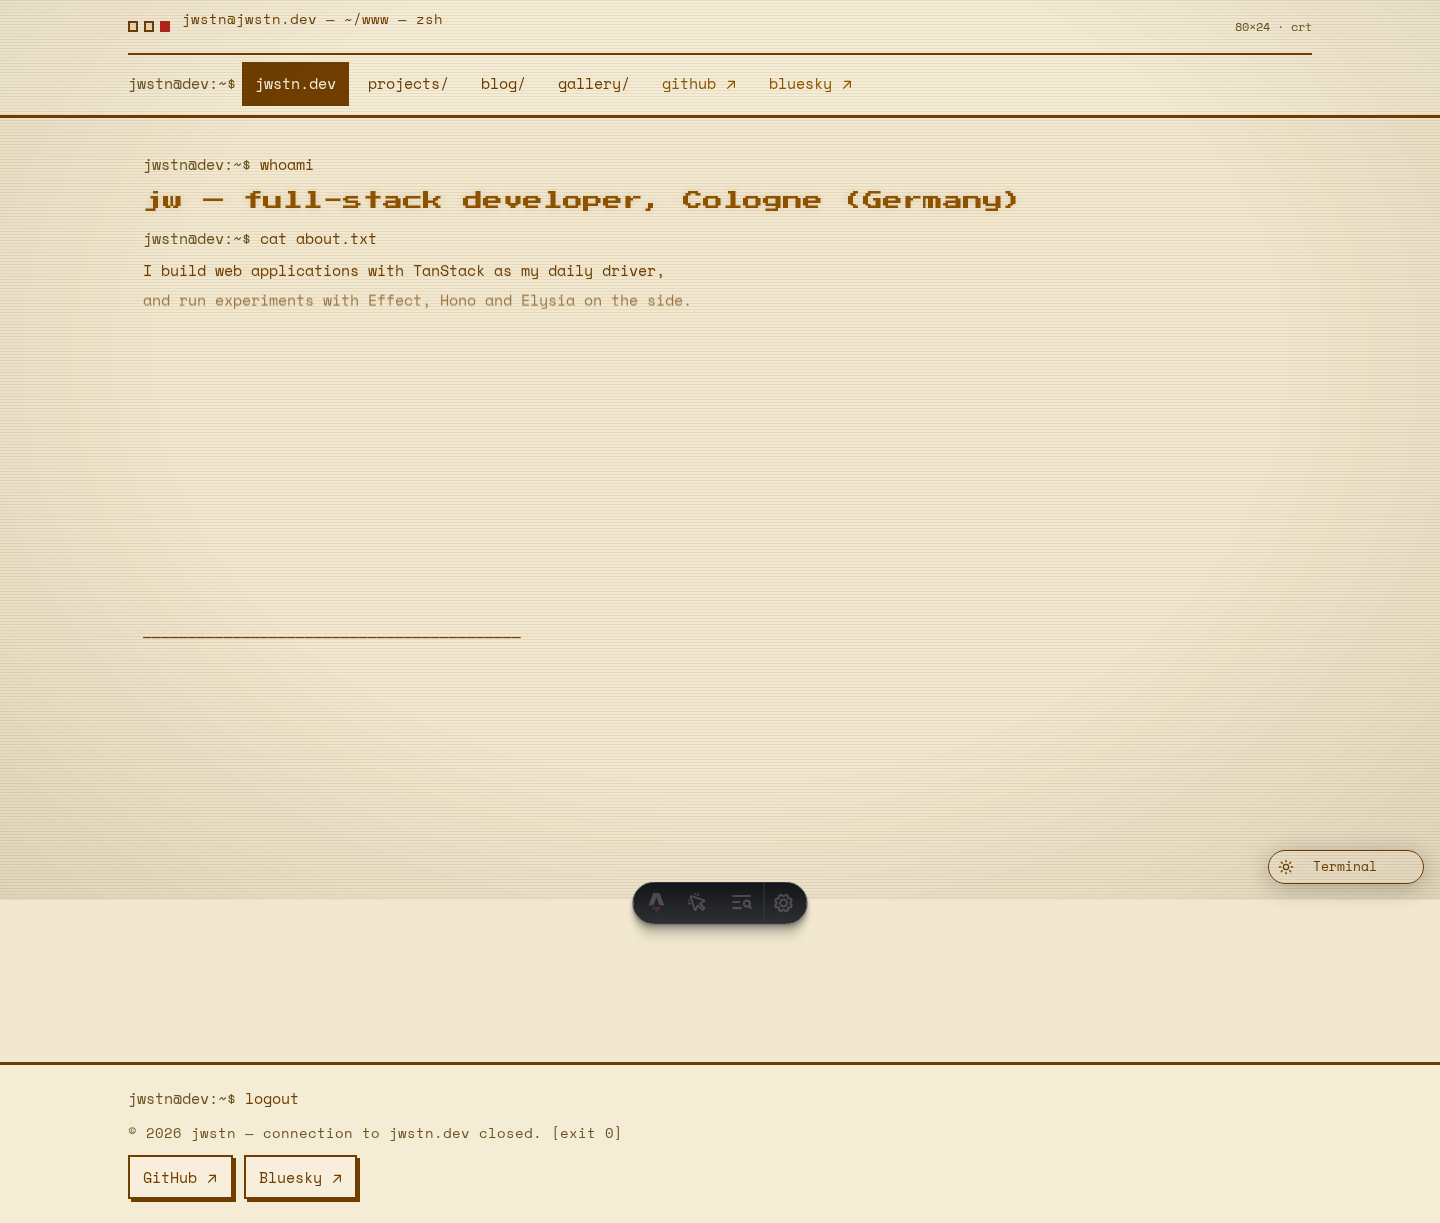 jwstn@jwstn.dev — ~/www — zsh
80×24 · crt
jwstn@dev:~$ jwstn.dev projects/ blog/ gallery/ github ↗ bluesky ↗
jwstn@dev:~$ whoami
jw — full-stack developer, Cologne (Germany)
jwstn@dev:~$ cat about.txt
I build web applications with TanStack as my daily driver,
and run experiments with Effect, Hono and Elysia on the side.
Terminal
jwstn@dev:~$ logout
© 2026 jwstn — connection to jwstn.dev closed. [exit 0]
GitHub ↗ Bluesky ↗